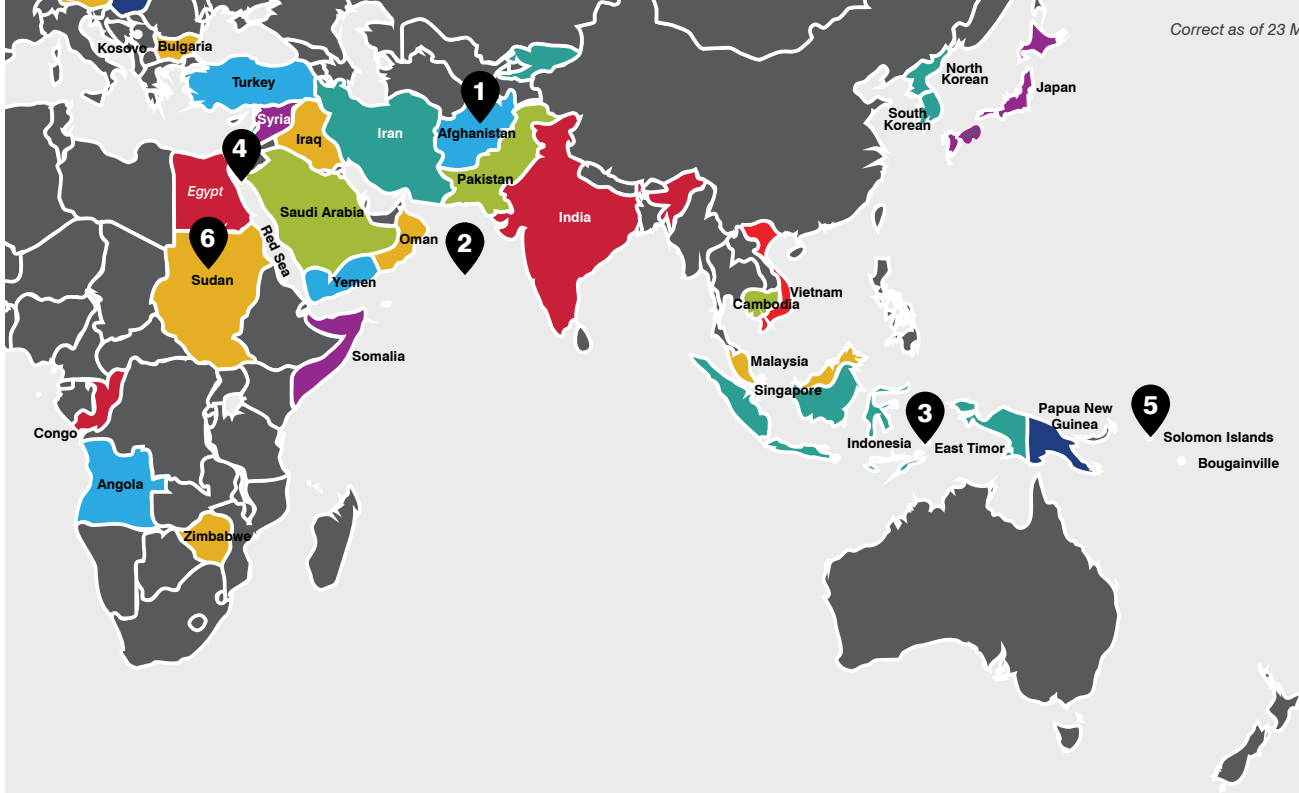 Correct as of 23 M
Kosovo
Bulgaria
Turkey
North
Korean
Japan
1
Syria
South
Korean
Afghanistan
Iran
Iraq
4
Pakistan
Egypt
Saudi Arabia
India
6
Oman
2
Red Sea
Sudan
Yemen
Vietnam
Cambodia
Somalia
Malaysia
Singapore
3
5
Papua New
Guinea
Congo
Indonesia
East Timor
Solomon Islands
Bougainville
Angola
Zimbabwe